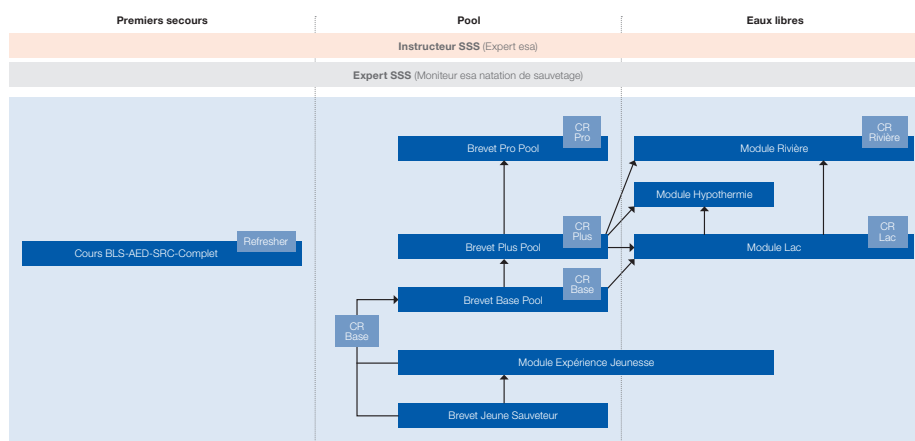 Premiers secours
Pool
Eaux libres
Instructeur SSS (Expert esa)
Expert SSS (Moniteur esa natation de sauvetage)
CR
Pro
Brevet Pro Pool
CR
Rivière
Module Rivière
Module Hypothermie
Refresher
Cours BLS-AED-SRC-Complet
CR
Plus
Brevet Plus Pool
CR
Lac
Module Lac
CR
Base
Brevet Base Pool
CR
Base
Module Expérience Jeunesse
Brevet Jeune Sauveteur